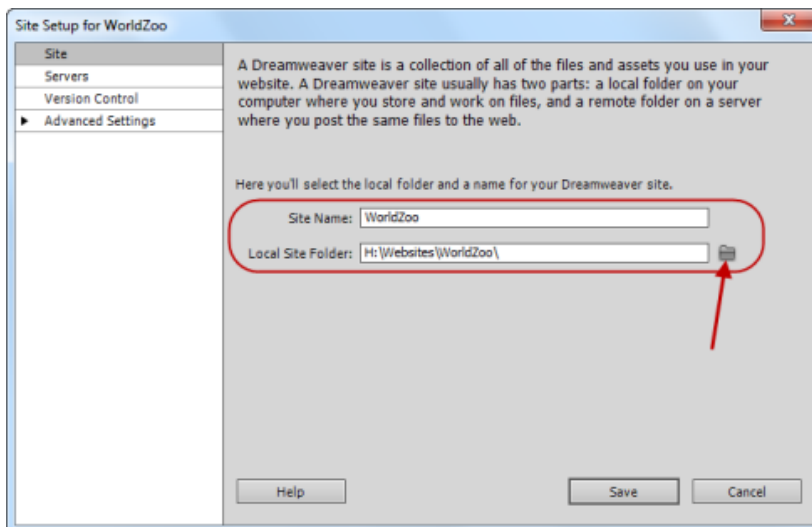 Site Setup for WorldZoo
Site
Servers
Version Control
Advanced Settings
A Dreamweaver site is a collection of all of the files and assets you use in your
website. A Dreamweaver site usually has two parts: a local folder on your
computer where you store and work on files, and a remote folder on a server
where you post the same files to the web.
Here you'll select the local folder and a name for your Dreamweaver site.
Site Name: WorldZoo
Local Site Folder: H:\Websites\WorldZoo\
Help Save Cancel